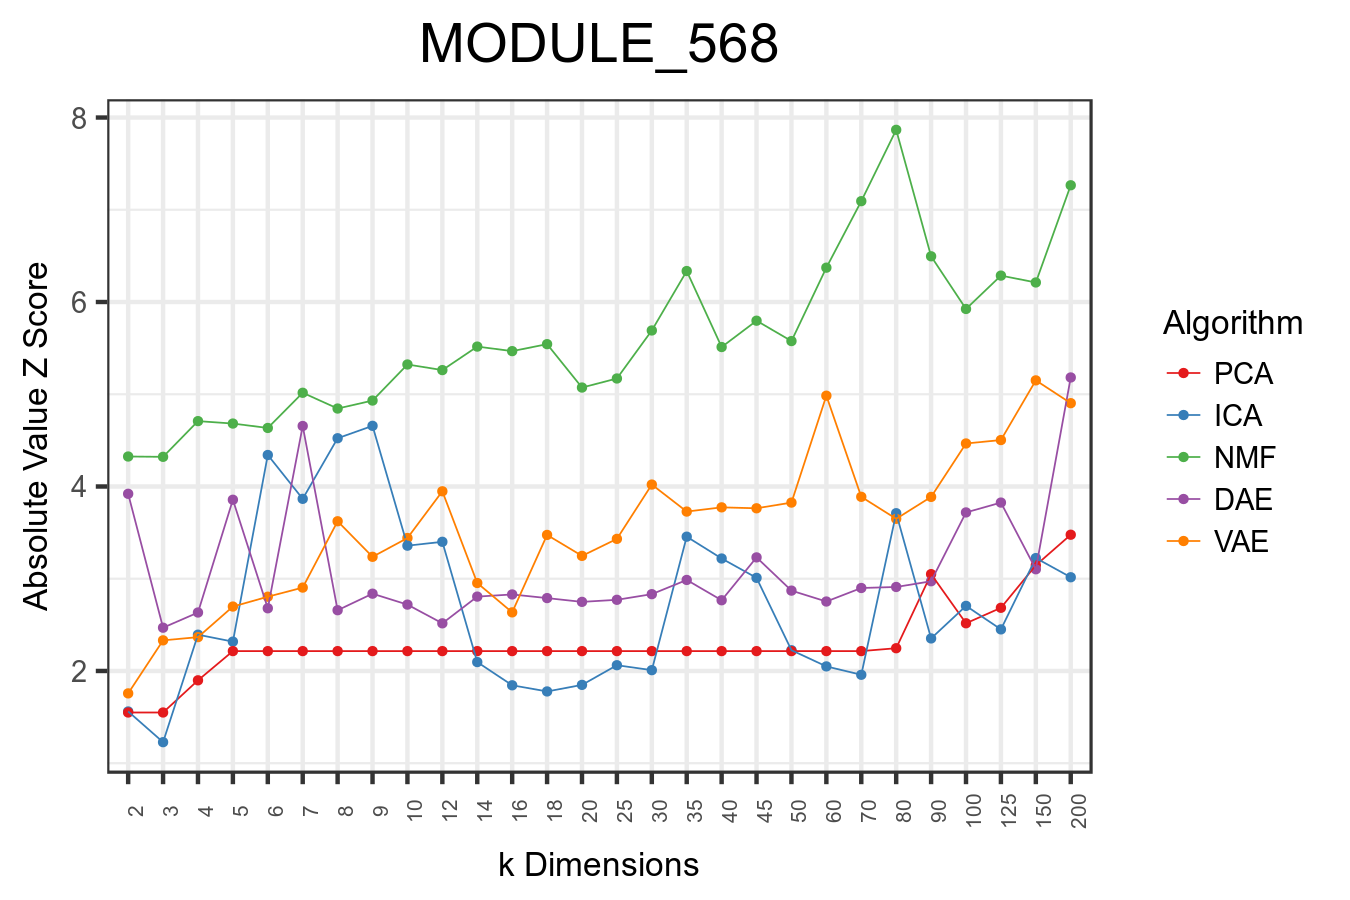 MODULE_568
Absolute Value Z Score
8
6
4
2
2 3 4 5 6 7 8 9 10 12 14 16 18 20 25 30 35 40 45 50 60 70 80 90 100 125 150 200
k Dimensions
Algorithm
PCA
ICA
NMF
DAE
VAE